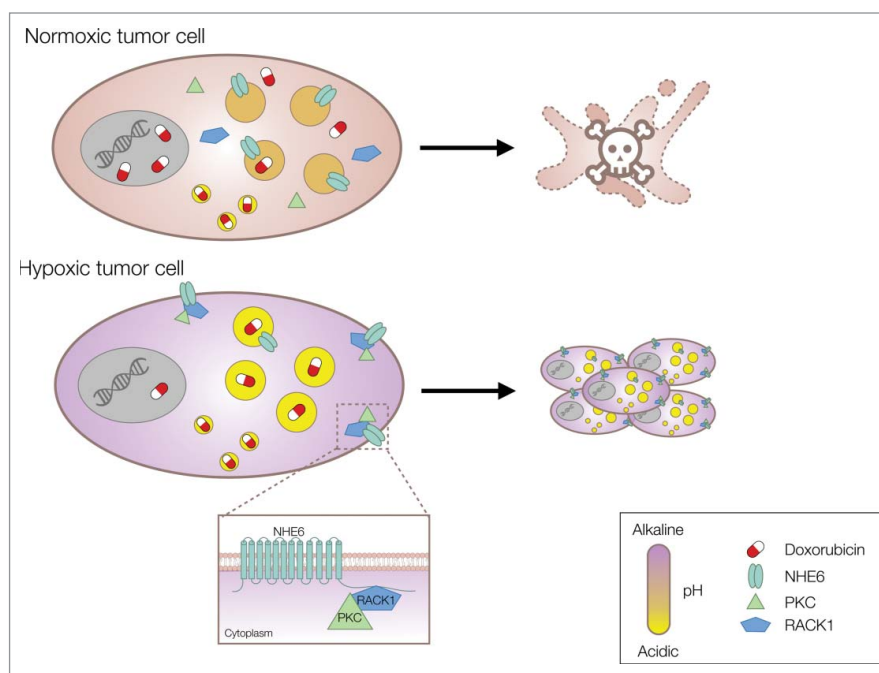 Normoxic tumor cell
Hypoxic tumor cell
NHE6
RACK1
PKC
Cytoplasm
Alkaline
pH
Acidic
Doxorubicin
NHE6
PKC
RACK1